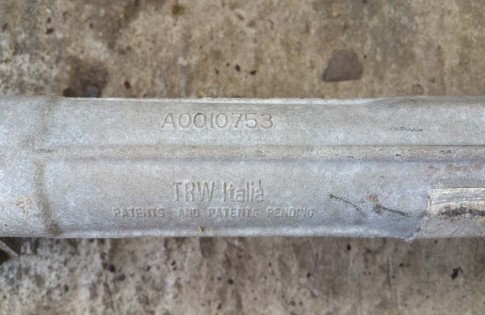 A0010753
TRW Italia
PATENTS AND PATENTS PENDING